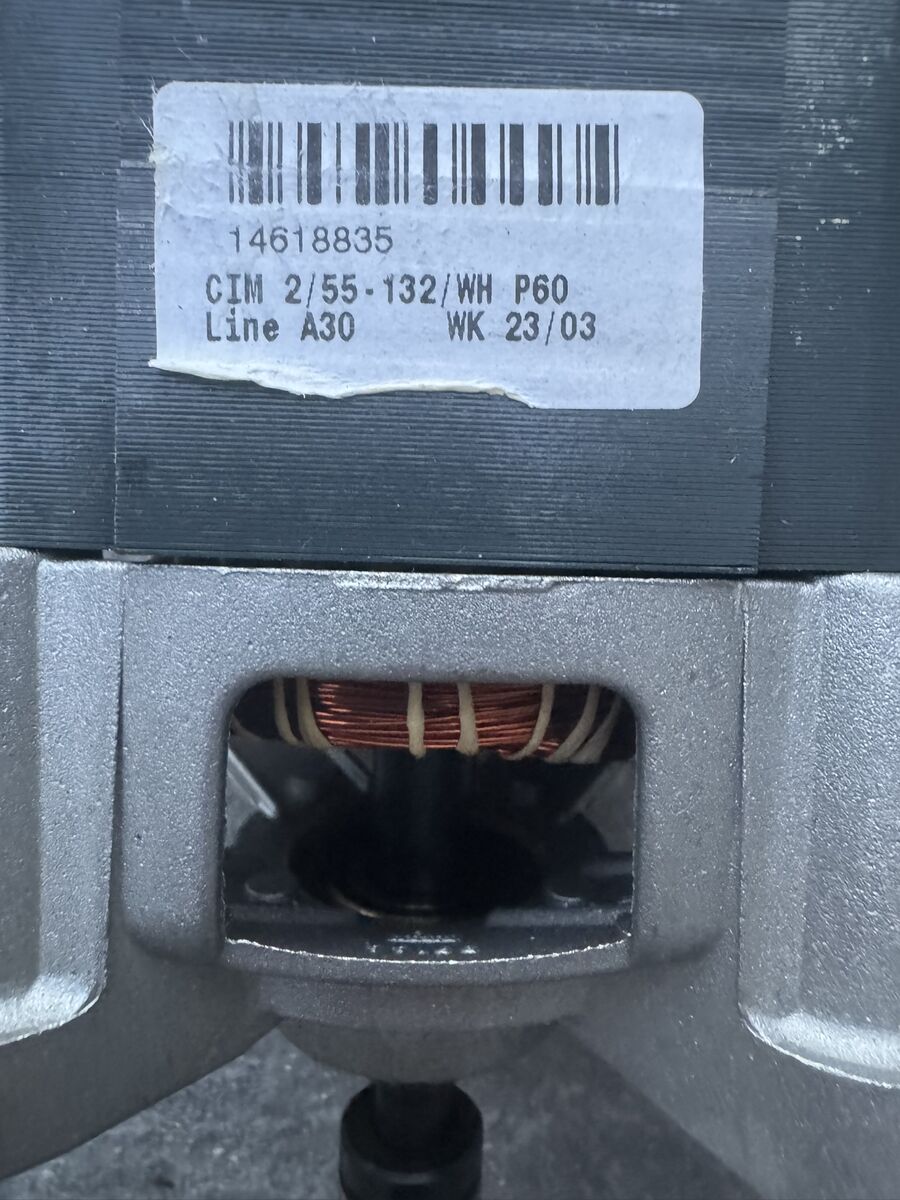 14618835
CIM 2/55-132/WH P60
Line A30 WK 23/03